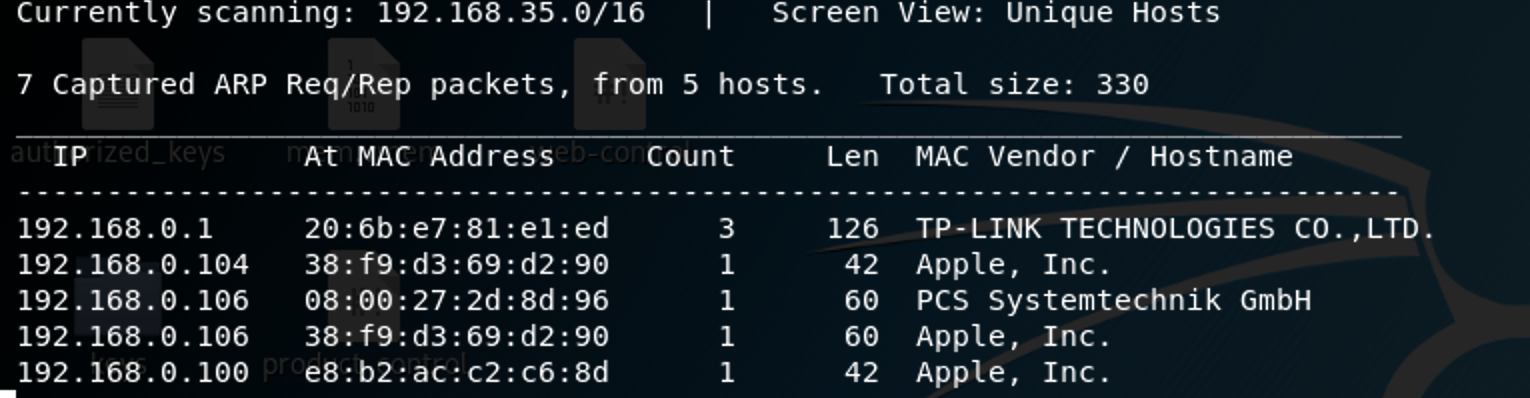 Currently scanning: 192.168.35.0/16   |   Screen View: Unique Hosts
7 Captured ARP Req/Rep packets, from 5 hosts.   Total size: 330
IP            At MAC Address     Count     Len  MAC Vendor / Hostname
192.168.0.1     20:6b:e7:81:e1:ed      3     126  TP-LINK TECHNOLOGIES CO.,LTD.
192.168.0.104   38:f9:d3:69:d2:90      1      42  Apple, Inc.
192.168.0.106   08:00:27:2d:8d:96      1      60  PCS Systemtechnik GmbH
192.168.0.106   38:f9:d3:69:d2:90      1      60  Apple, Inc.
192.168.0.100   e8:b2:ac:c2:c6:8d      1      42  Apple, Inc.
authorized_keys
web-control
keys
product_control